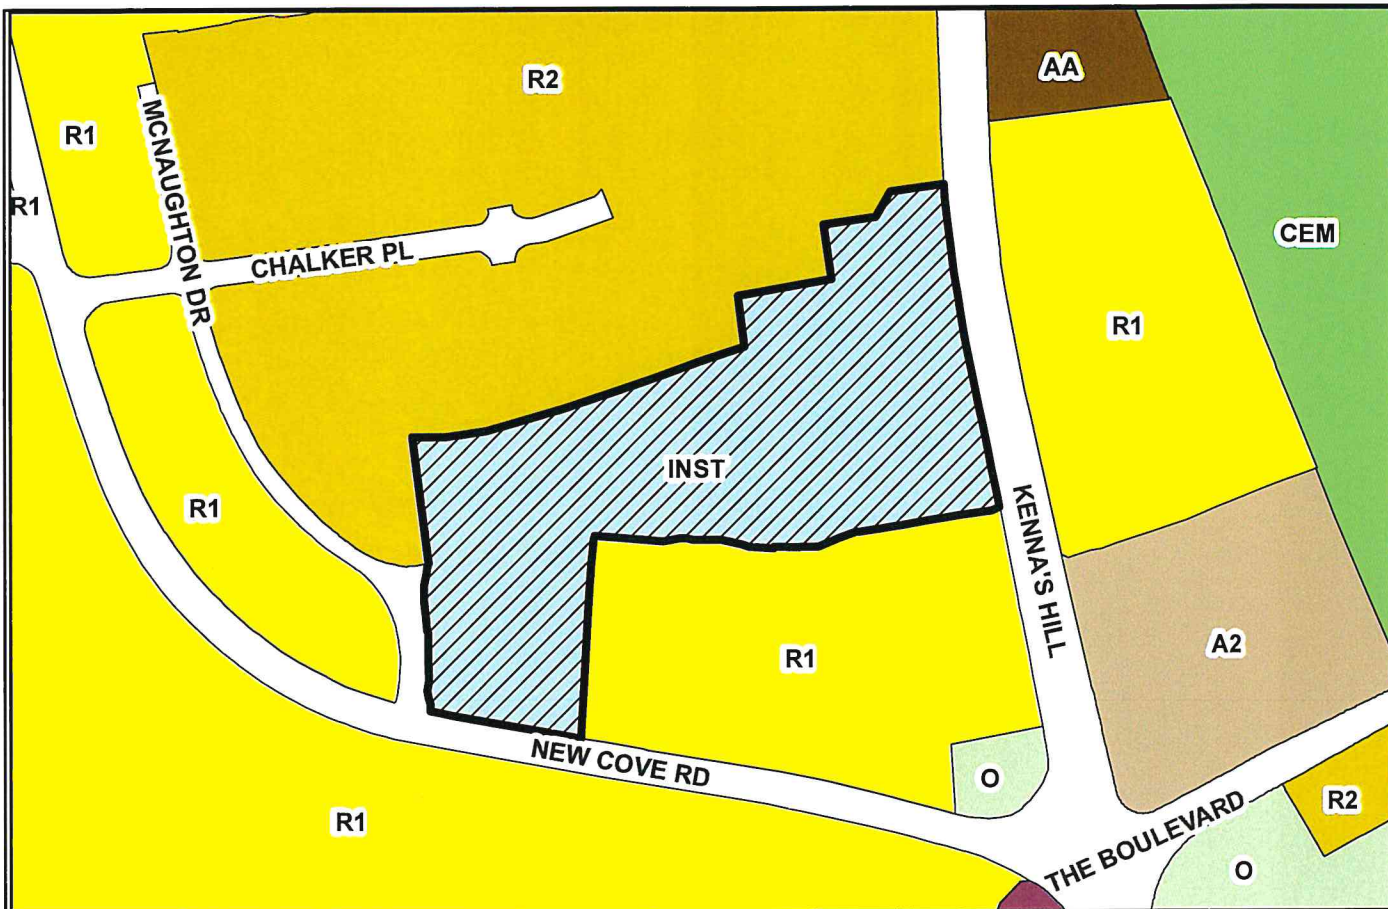 AA
R2
R1
MCNAUGHTON DR
R1
CEM
CHALKER PL
R1
INST
R1
KENNA'S HILL
A2
R1
NEW COVE RD
O
R2
R1
THE BOULEVARD
O